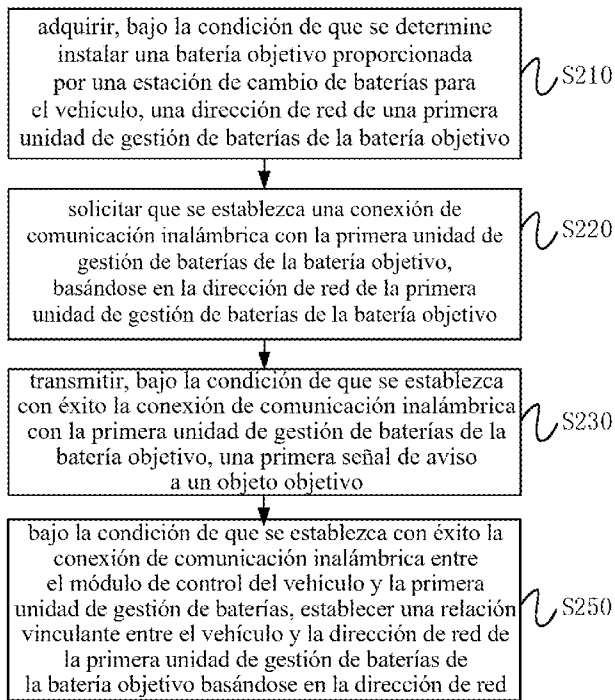 adquirir, bajo la condición de que se determine
instalar una batería objetivo proporcionada
por una estación de cambio de baterías para
el vehículo, una dirección de red de una primera
unidad de gestión de baterías de la batería objetivo
S210
solicitar que se establezca una conexión de
comunicación inalámbrica con la primera unidad de
gestión de baterías de la batería objetivo,
basándose en la dirección de red de la primera
unidad de gestión de baterías de la batería objetivo
S220
transmitir, bajo la condición de que se establezca
con éxito la conexión de comunicación inalámbrica
con la primera unidad de gestión de baterías de la
batería objetivo, una primera señal de aviso
a un objeto objetivo
S230
bajo la condición de que se establezca con éxito la
conexión de comunicación inalámbrica entre
el módulo de control del vehículo y la primera
unidad de gestión de baterías, establecer una relación
vinculante entre el vehículo y la dirección de red de
la primera unidad de gestión de baterías de
la batería objetivo basándose en la dirección de red
S250